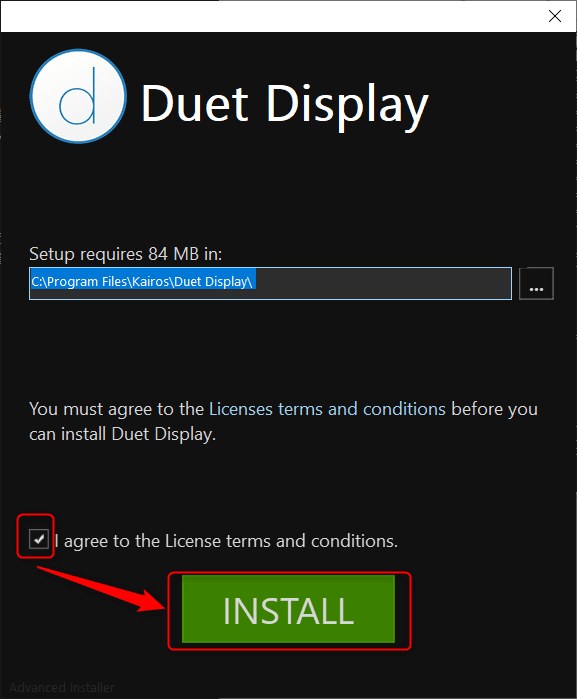 d
Duet Display
Setup requires 84 MB in:
C:\Program Files\Kairos\Duet Display\
...
You must agree to the Licenses terms and conditions before you
can install Duet Display.
I agree to the License terms and conditions.
INSTALL
Advanced Installer